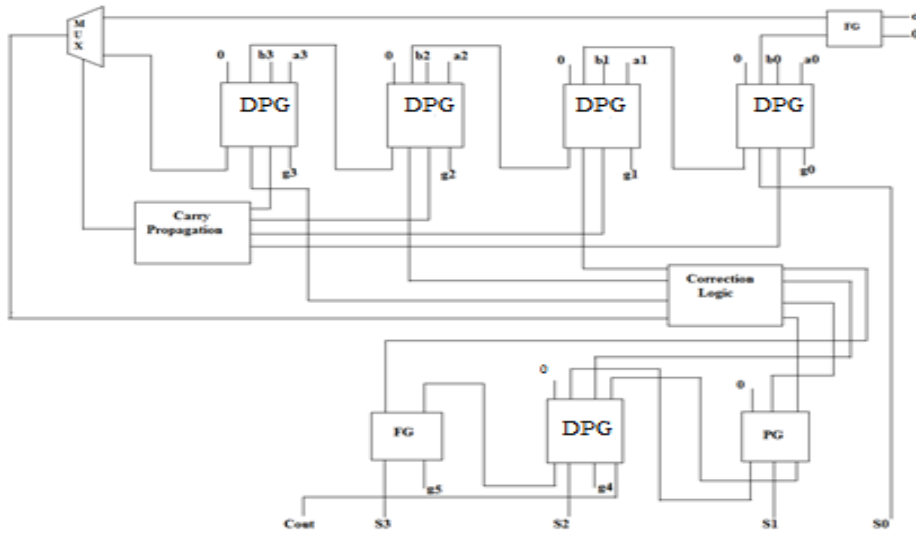 MUX
FG
0
0 b3 a3
0 b2 a2
0 b1 a1
0 b0 a0
DPG DPG DPG DPG
g3
g2
g1
g0
Carry
Propagation
Correction
Logic
0
0
FG
DPG
PG
g5
g4
Cout S3 S2 S1 S0